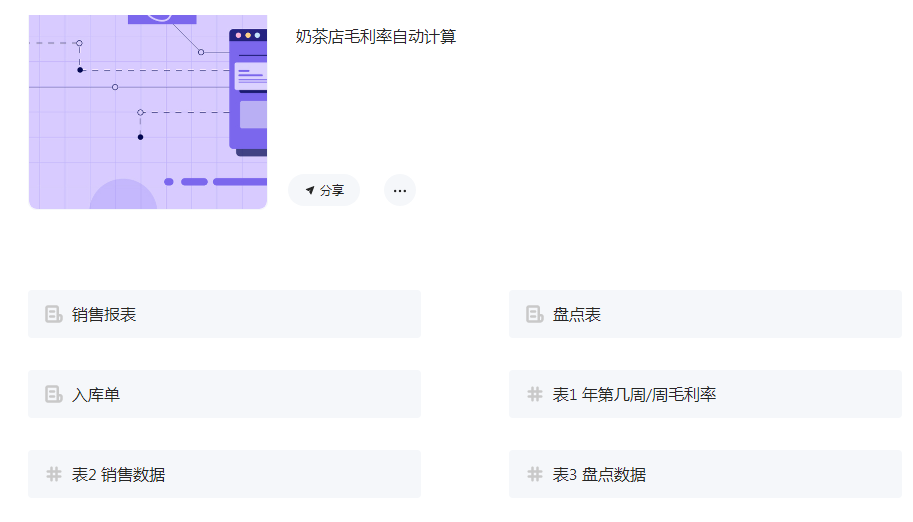 奶茶店毛利率自动计算
分享
销售报表
盘点表
入库单
表1 年第几周/周毛利率
表2 销售数据
表3 盘点数据